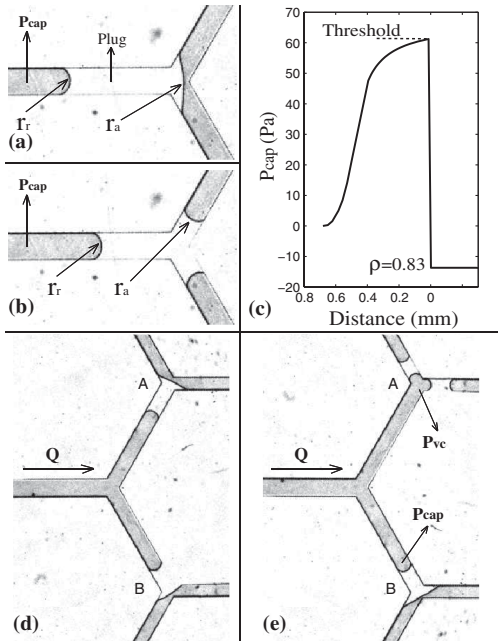 Pcap
Plug
rr
ra
(a)
Pcap
rr
ra
(b)
70
60
50
40
30
20
10
0
−10
−20
Pcap (Pa)
Threshold
ρ=0.83
0.8 0.6 0.4 0.2 0
Distance (mm)
(c)
A
Q
B
(d)
A
Pvc
Q
Pcap
B
(e)